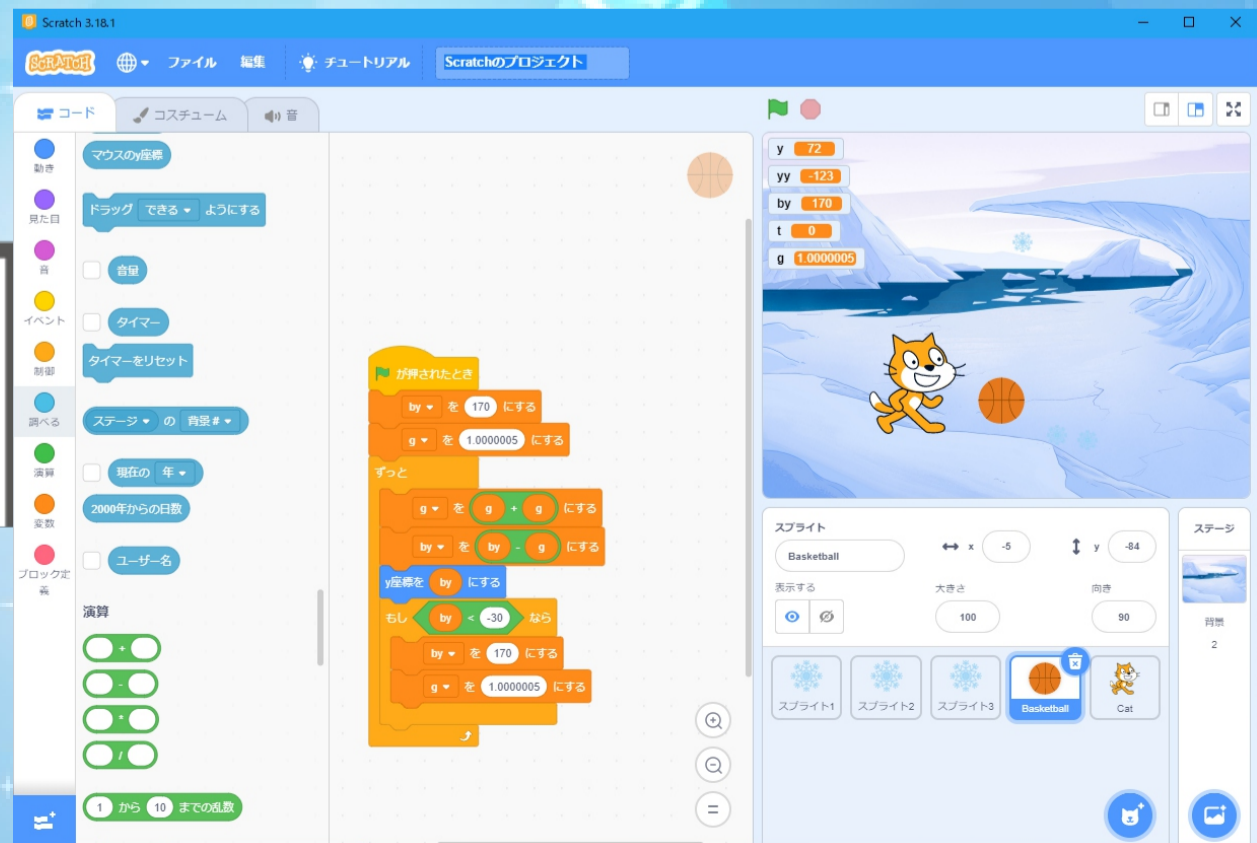 Scratch 3.18.1
SCRATCH ファイル 編集 チュートリアル Scratchのプロジェクト
コード コスチューム 音
動き
見た目
音
イベント
制御
調べる
演算
変数
ブロック定義
マウスのy座標
ドラッグ できる ようにする
音量
タイマー
タイマーをリセット
ステージ の 背景#
現在の 年
2000年からの日数
ユーザー名
演算
+
-
*
/
1 から 10 までの乱数
が押されたとき
by を 170 にする
g を 1.0000005 にする
ずっと
g を g + g にする
by を by - g にする
y座標を by にする
もし by < -30 なら
by を 170 にする
g を 1.0000005 にする
y 72
yy -123
by 170
t 0
g 1.0000005
スプライト
Basketball
x -5
y -84
表示する
大きさ
100
向き
90
スプライト1
スプライト2
スプライト3
Basketball
Cat
ステージ
背景
2